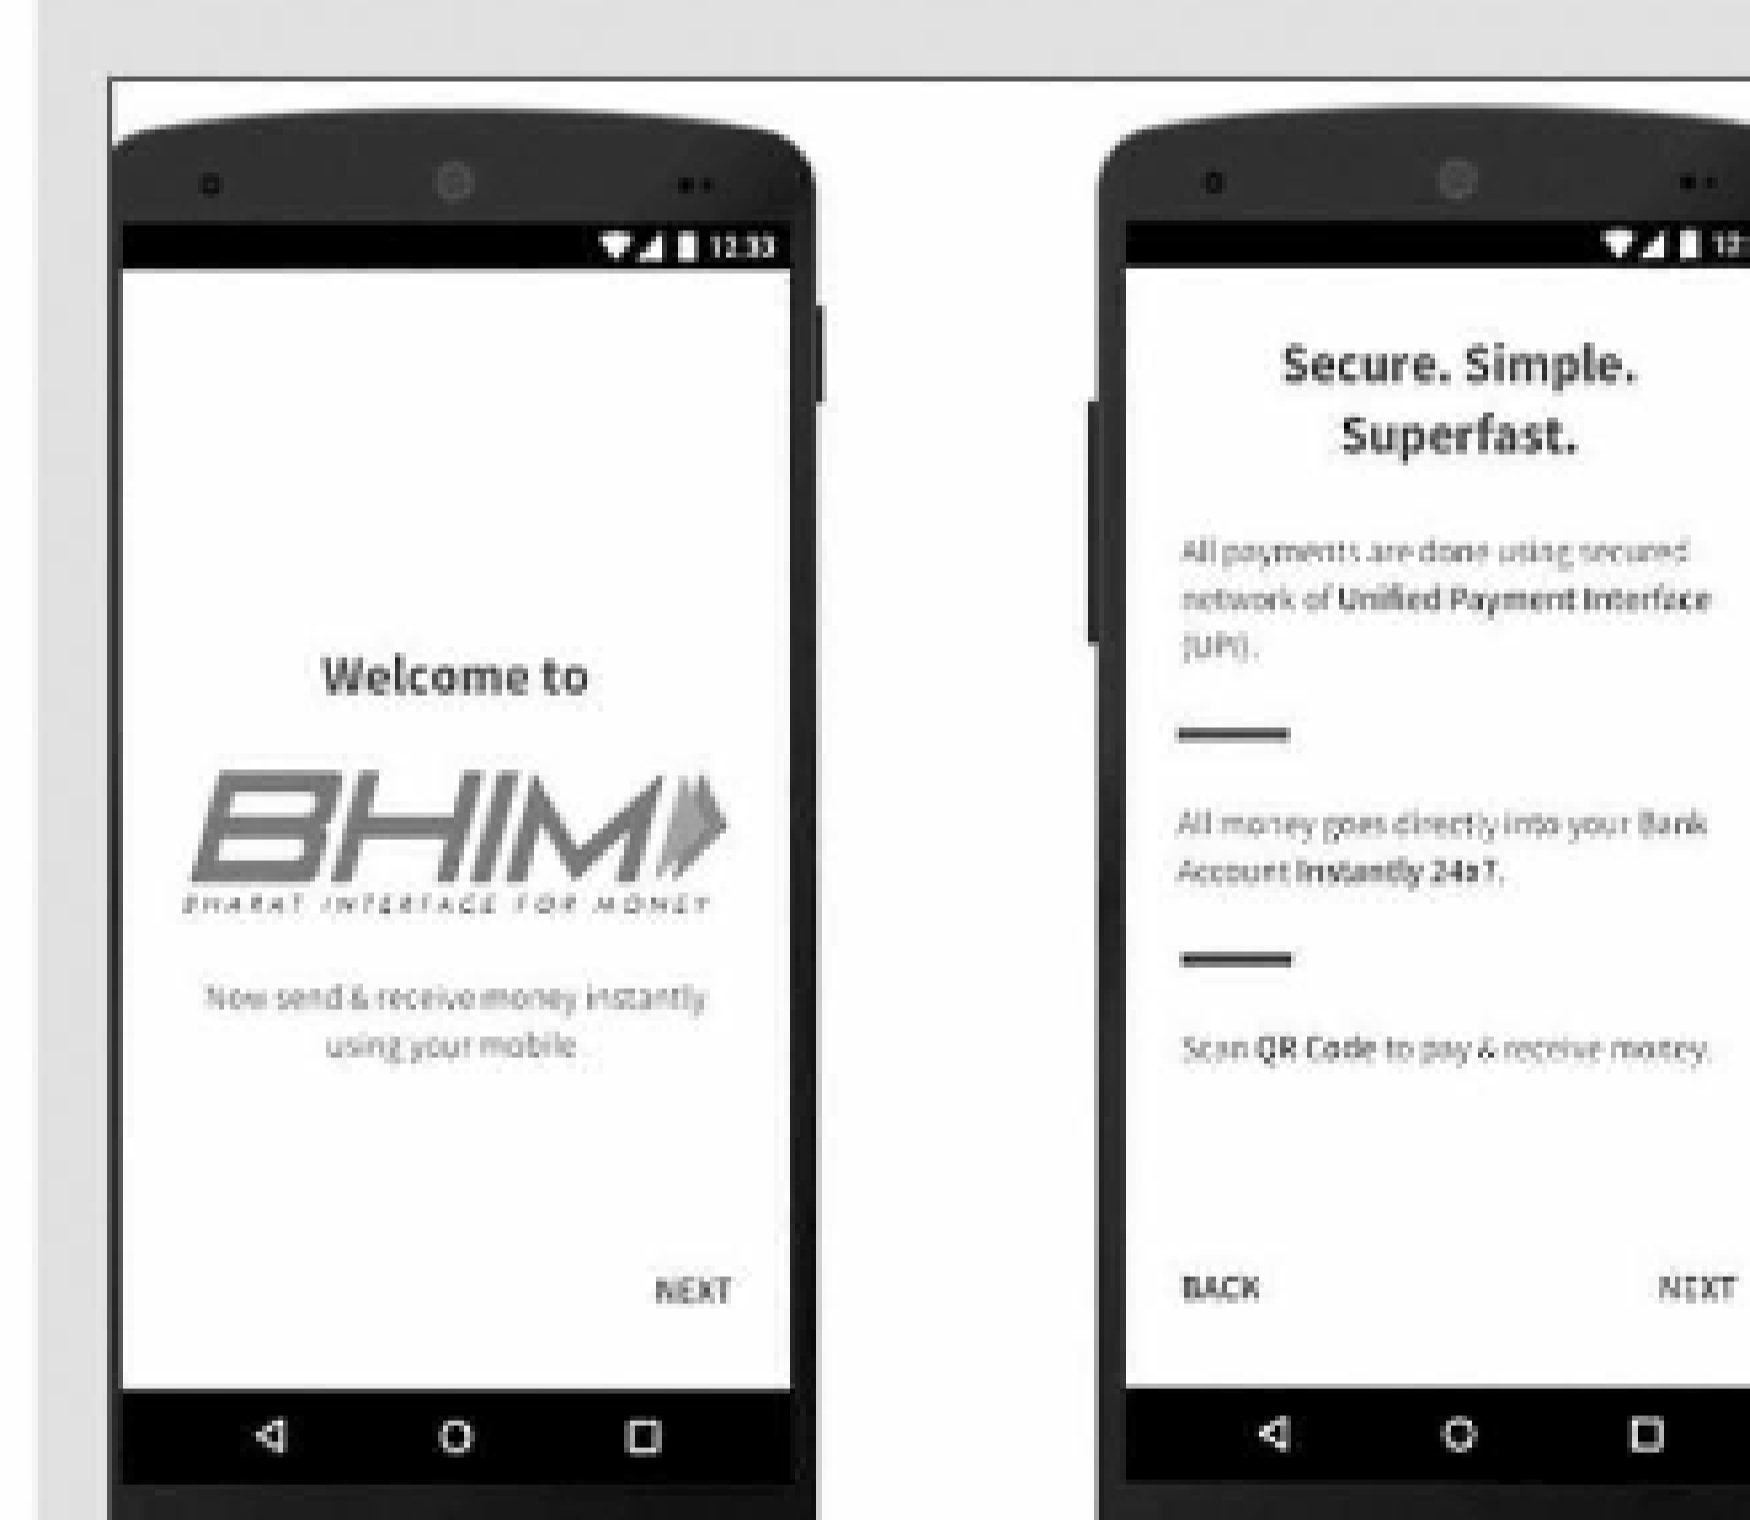 Welcome to
BHIM
BHARAT INTERFACE FOR MONEY
Now send & receive money instantly
using your mobile
NEXT
Secure. Simple.
Superfast.
All payments are done using secured
network of Unified Payment Interface
(UPI).
All money goes directly into your Bank
Account Instantly 24x7.
Scan QR Code to pay & receive money.
BACK
NEXT